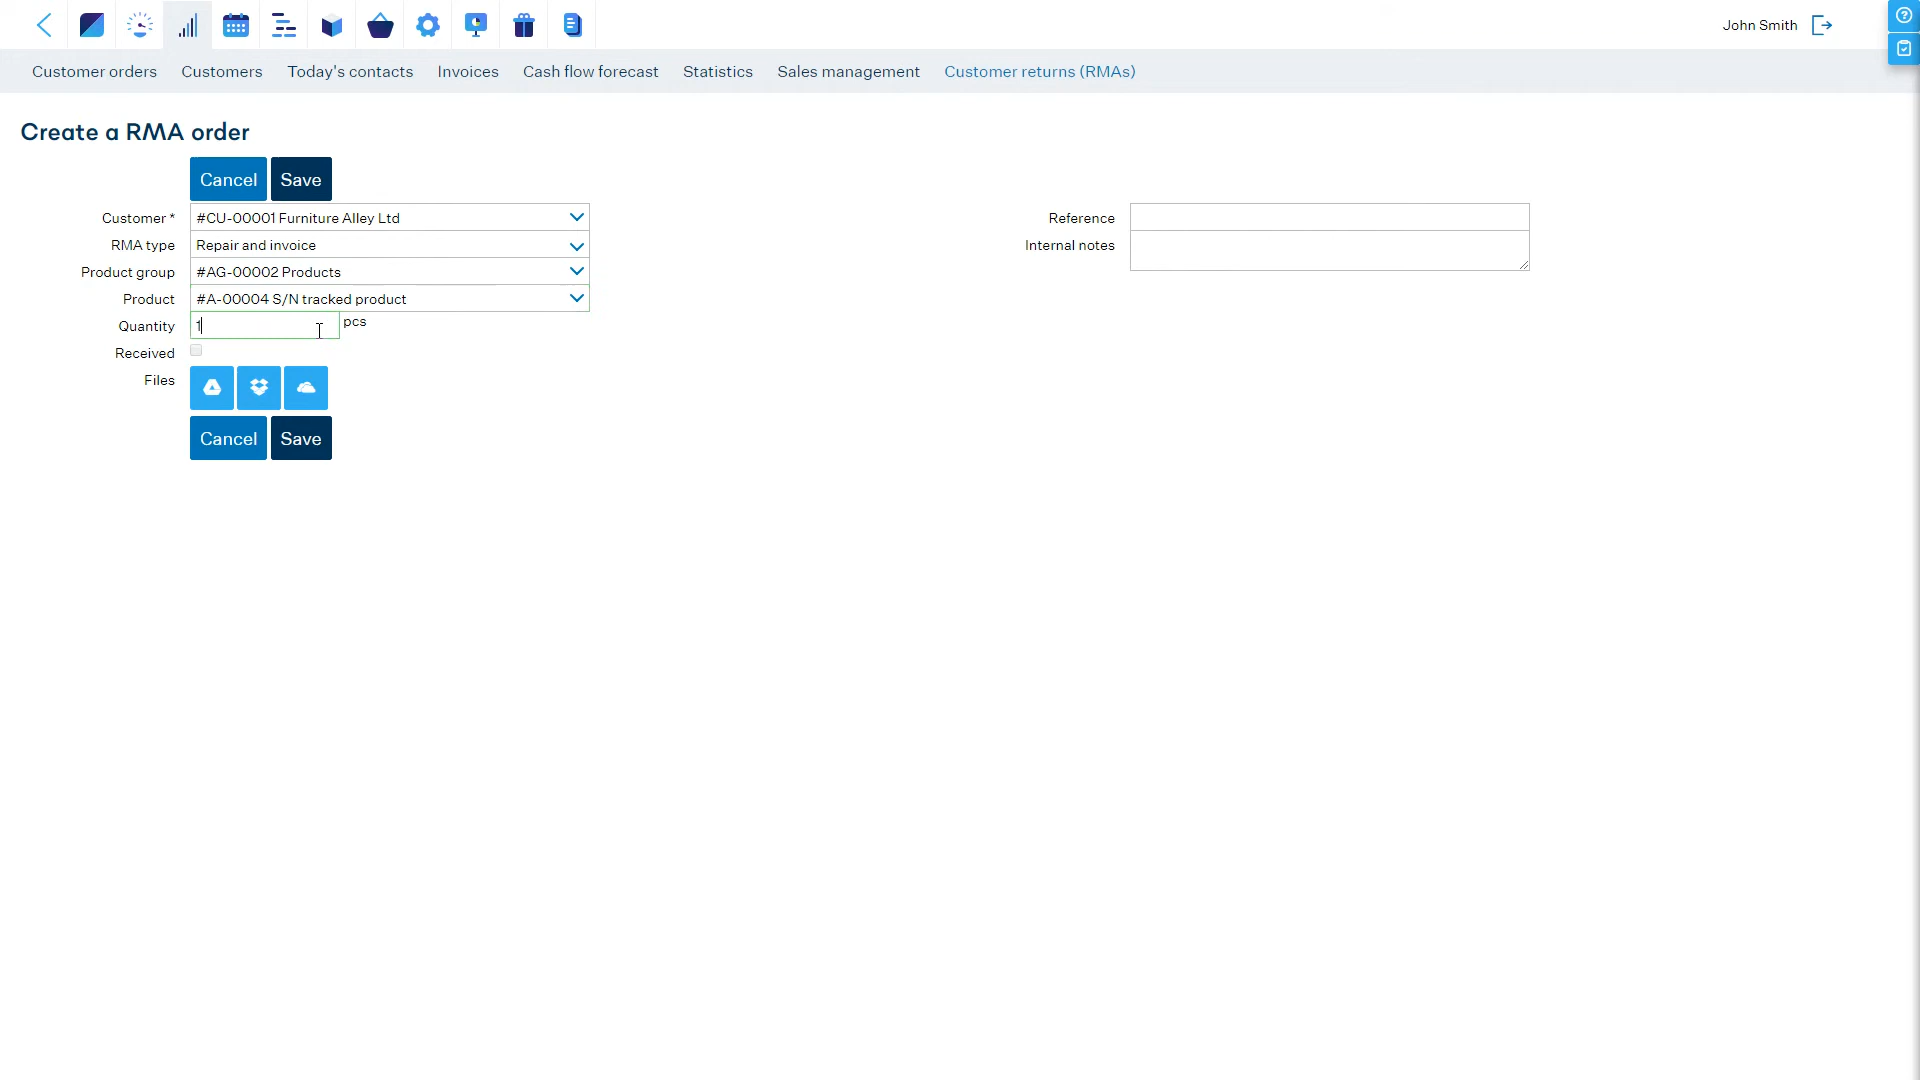 John Smith
Customer orders Customers Today's contacts Invoices Cash flow forecast Statistics Sales management Customer returns (RMAs)
Create a RMA order
Cancel Save
Customer * #CU-00001 Furniture Alley Ltd
Reference
RMA type Repair and invoice
Internal notes
Product group #AG-00002 Products
Product #A-00004 S/N tracked product
Quantity 1 pcs
Received
Files
Cancel Save